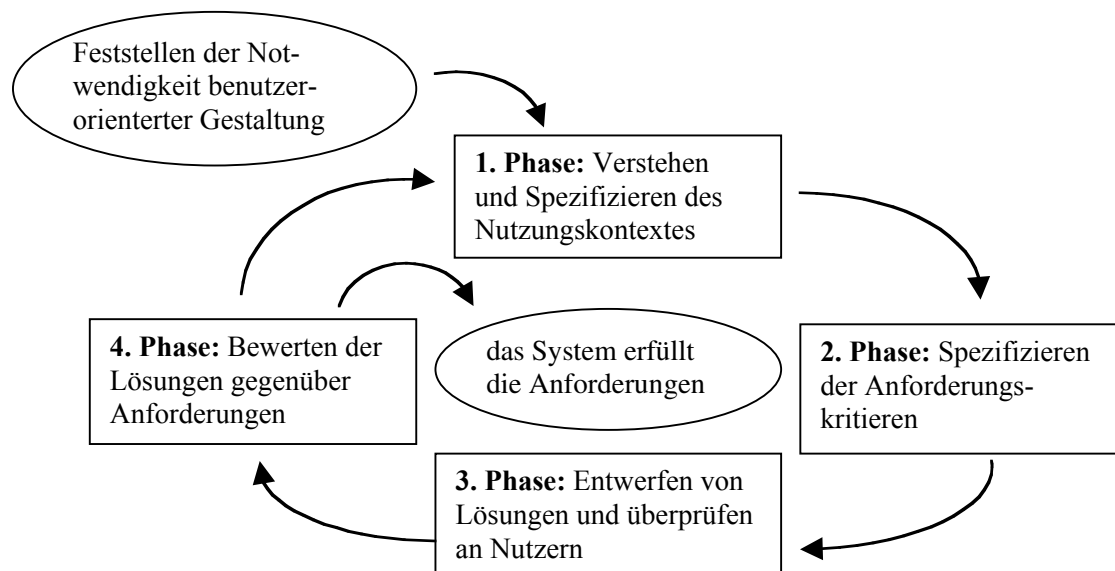 Feststellen der Not-
wendigkeit benutzer-
orienterter Gestaltung
1. Phase: Verstehen
und Spezifizieren des
Nutzungskontextes
4. Phase: Bewerten der
Lösungen gegenüber
Anforderungen
das System erfüllt
die Anforderungen
2. Phase: Spezifizieren
der Anforderungs-
kritieren
3. Phase: Entwerfen von
Lösungen und überprüfen
an Nutzern